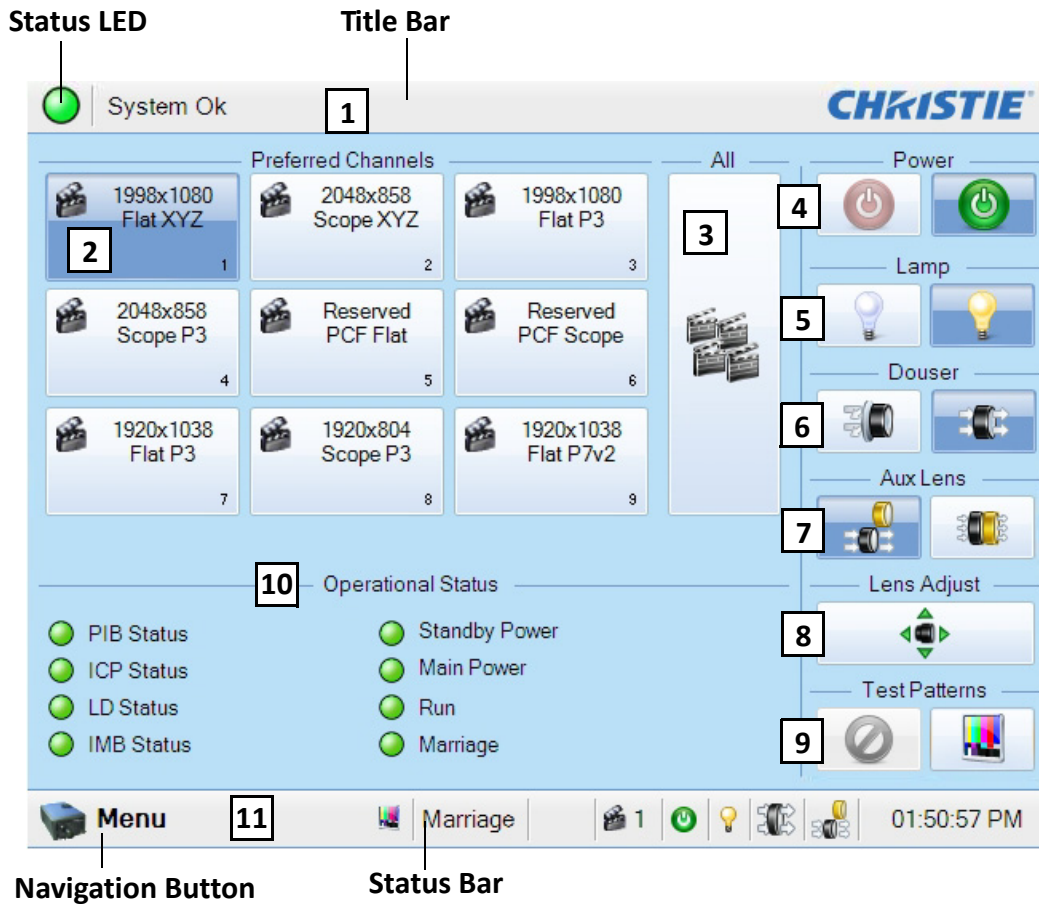 Status LED Title Bar
System Ok 1 CHRISTIE
Preferred Channels All Power
1998x1080 Flat XYZ 2 1
2048x858 Scope XYZ 2
1998x1080 Flat P3 3
3
4
Lamp
2048x858 Scope P3 4
Reserved PCF Flat 5
Reserved PCF Scope 6
5
Douser
6
1920x1038 Flat P3 7
1920x804 Scope P3 8
1920x1038 Flat P7v2 9
Aux Lens
7
10 Operational Status Lens Adjust
PIB Status Standby Power 8
ICP Status Main Power
LD Status Run Test Patterns
IMB Status Marriage 9
Menu 11 Marriage 1 01:50:57 PM
Navigation Button Status Bar